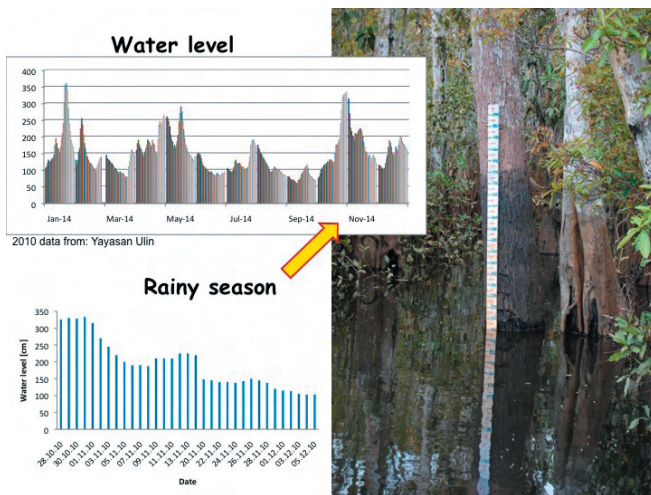 Water level
400
350
300
250
200
150
100
50
0
Jan-14 Mar-14 May-14 Jul-14 Sep-14 Nov-14
2010 data from: Yayasan Ulin
Rainy season
Water level [cm]
350
300
250
200
150
100
50
0
28.10.10 30.10.10 01.11.10 03.11.10 05.11.10 07.11.10 09.11.10 11.11.10 13.11.10 20.11.10 22.11.10 24.11.10 26.11.10 28.11.10 01.12.10 03.12.10 05.12.10
Date